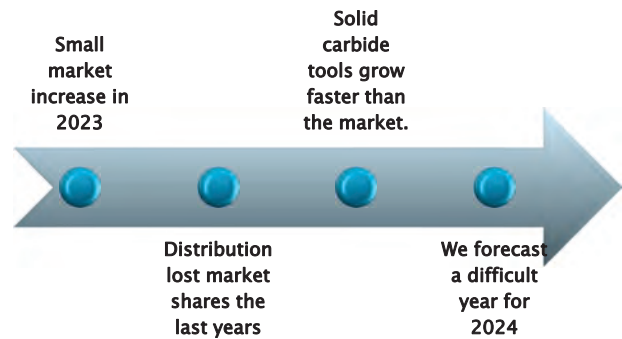 Small
market
increase in
2023
Distribution
lost market
shares the
last years
Solid
carbide
tools grow
faster than
the market.
We forecast
a difficult
year for
2024